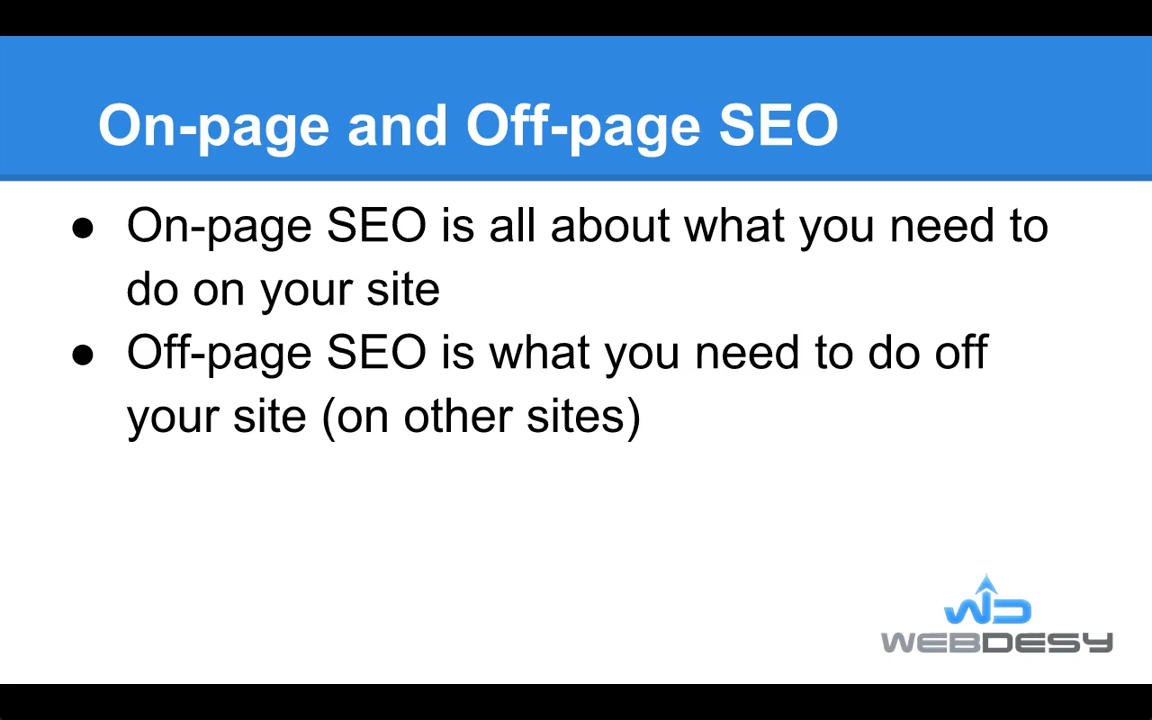 On-page and Off-page SEO
● On-page SEO is all about what you need to
do on your site
● Off-page SEO is what you need to do off
your site (on other sites)
WD
WEBDESY